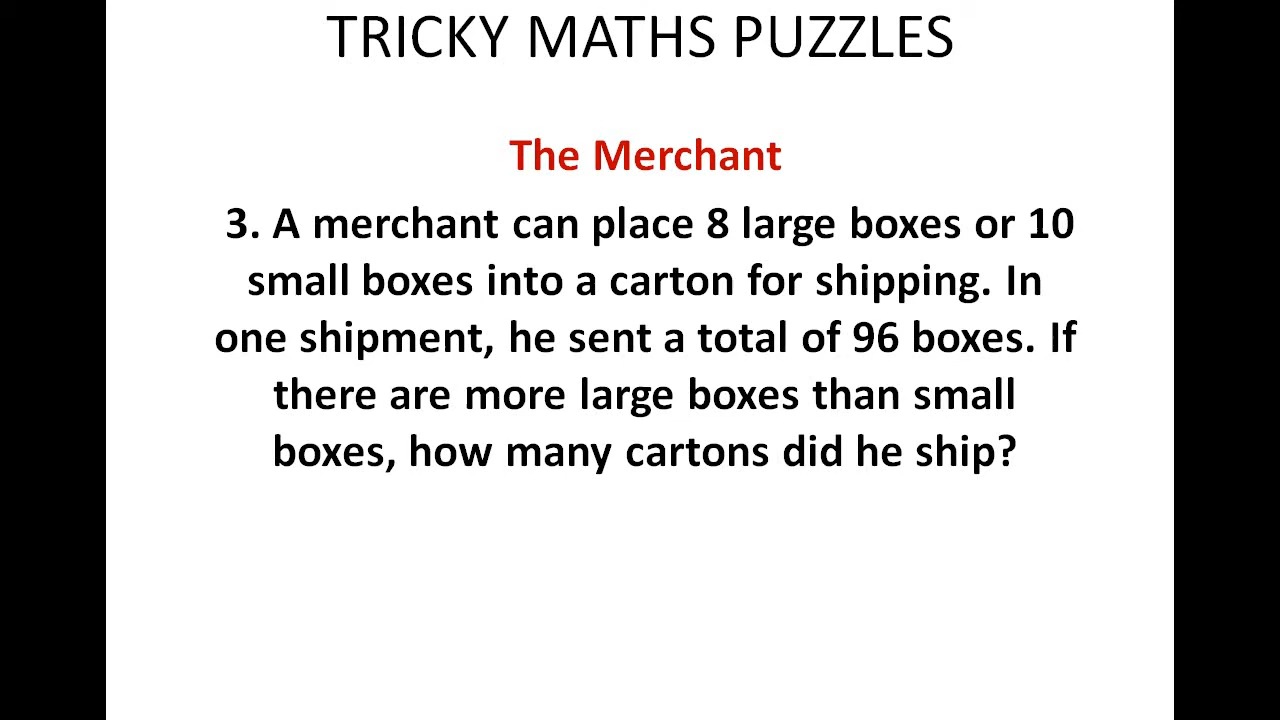 TRICKY MATHS PUZZLES
The Merchant
3. A merchant can place 8 large boxes or 10
small boxes into a carton for shipping. In
one shipment, he sent a total of 96 boxes. If
there are more large boxes than small
boxes, how many cartons did he ship?